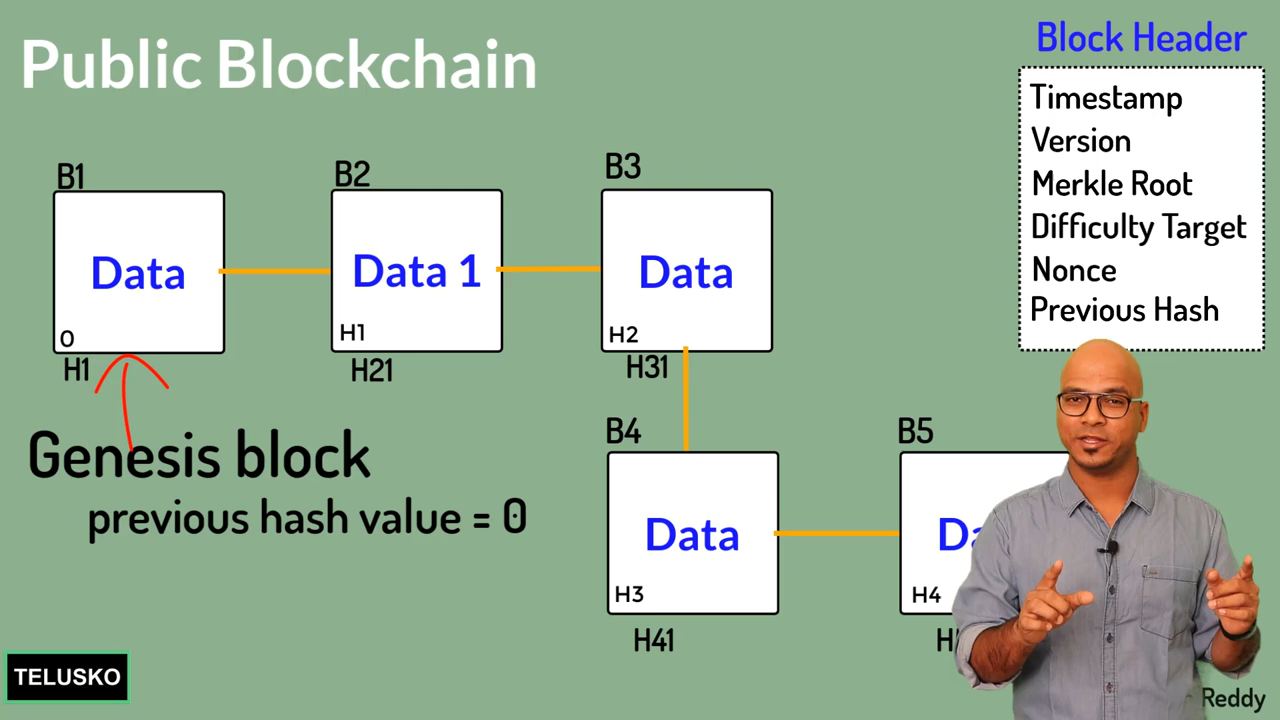 Public Blockchain
Block Header
Timestamp
Version
Merkle Root
Difficulty Target
Nonce
Previous Hash
B1
Data
0
H1
B2
Data 1
H1
H21
B3
Data
H2
H31
Genesis block
previous hash value = 0
B4
Data
H3
H41
B5
H4
TELUSKO
Reddy